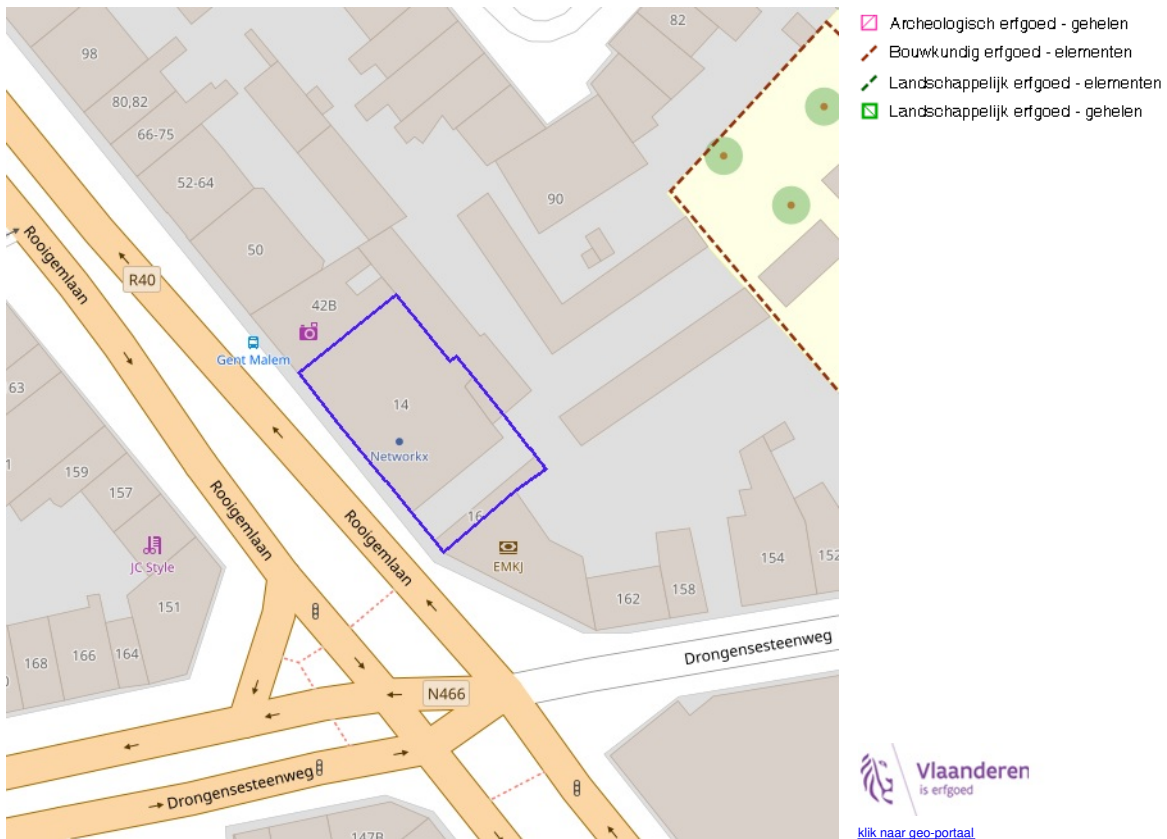 82
98
80,82
66-75
52-64
90
50
Rooigemlaan
R40
42B
Gent Malem
63
14
Networkx
159
157
Rooigemlaan
Rooigemlaan
16
JC Style
EMKJ
154
152
151
162
158
168
166
164
Drongensesteenweg
N466
Drongensesteenweg
147B
Archeologisch erfgoed - gehelen
Bouwkundig erfgoed - elementen
Landschappelijk erfgoed - elementen
Landschappelijk erfgoed - gehelen
Vlaanderen
is erfgoed
klik naar geo-portaal